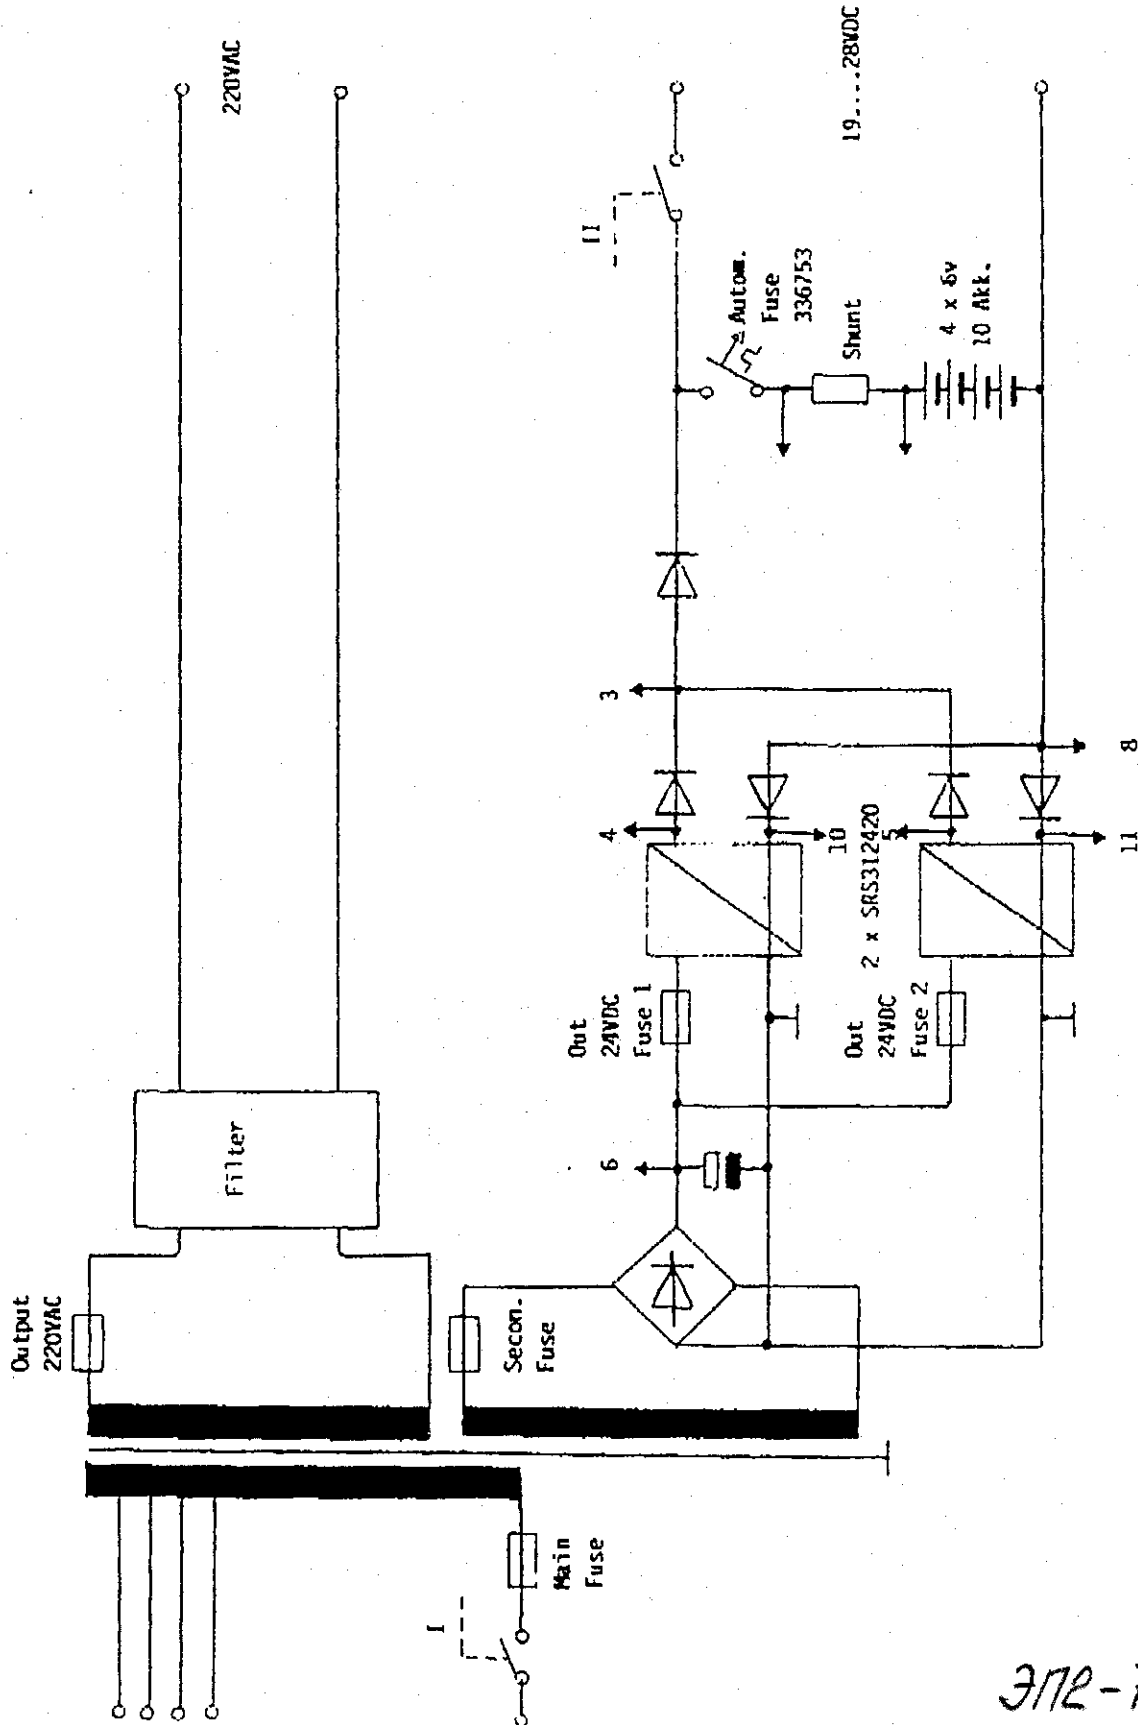 220VAC
19...28VDC
II
Autom.
Fuse
336753
Shunt
4 x 6v
10 Akk.
3
8
4
10
5
11
2 x SRS312420
Out
24VDC
Fuse 1
Out
24VDC
Fuse 2
6
Filter
Output
220VAC
Secon.
Fuse
Main
Fuse
I
ЭП2-